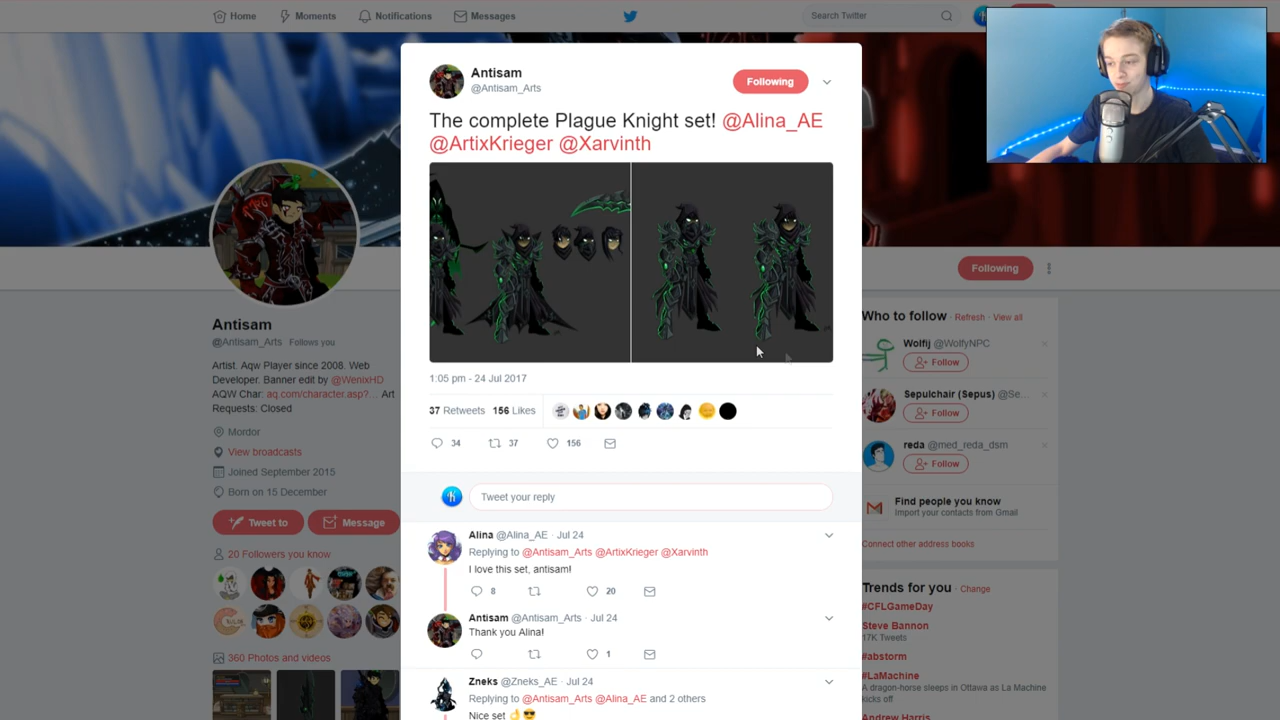 Home
Moments
Notifications
Messages
Search Twitter
Antisam
@Antisam_Arts
Following
The complete Plague Knight set! @Alina_AE
@ArtixKrieger @Xarvinth
1:05 pm - 24 Jul 2017
37 Retweets 156 Likes
34 37 156
Tweet your reply
Alina @Alina_AE · Jul 24
Replying to @Antisam_Arts @ArtixKrieger @Xarvinth
I love this set, antisam!
8 20
Antisam @Antisam_Arts · Jul 24
Thank you Alina!
1
Zneks @Zneks_AE · Jul 24
Replying to @Antisam_Arts @Alina_AE and 2 others
Nice set 👌😎
Antisam
@Antisam_Arts Follows you
Artist. Aqw Player since 2008. Web
Developer. Banner edit by @WenixHD
AQW Char: aq.com/character.asp?... Art
Requests: Closed
Mordor
View broadcasts
Joined September 2015
Born on 15 December
Tweet to
Message
20 Followers you know
360 Photos and videos
Following
Who to follow · Refresh · View all
Wolfij @WolfyNPC
Follow
Sepulchair (Sepus) @Se...
Follow
reda @med_reda_dsm
Follow
Find people you know
Import your contacts from Gmail
Connect other address books
Trends for you · Change
#CFLGameDay
Steve Bannon
17K Tweets
#abstorm
#LaMachine
A dragon-horse sleeps in Ottawa as La Machine
kicks off
Andrew Harris